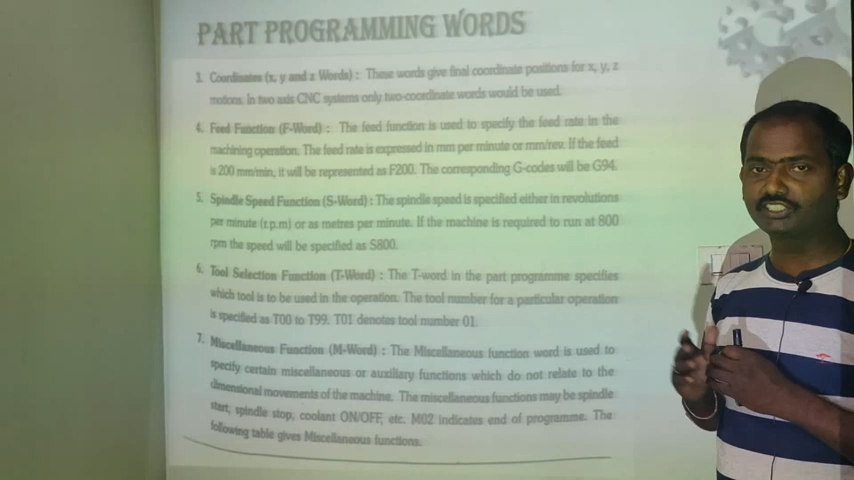 PART PROGRAMMING WORDS
3. Coordinates (x, y and z Words) : These words give final coordinate positions for x, y, z
motions. In two axis CNC systems only two-coordinate words would be used.
4. Feed Function (F-Word) : The feed function is used to specify the feed rate in the
machining operation. The feed rate is expressed in mm per minute or mm/rev. If the feed
is 200 mm/min, it will be represented as F200. The corresponding G-codes will be G94.
5. Spindle Speed Function (S-Word) : The spindle speed is specified either in revolutions
per minute (r.p.m) or as metres per minute. If the machine is required to run at 800
rpm the speed will be specified as S800.
6. Tool Selection Function (T-Word) : The T-word in the part programme specifies
which tool is to be used in the operation. The tool number for a particular operation
is specified as T00 to T99. T01 denotes tool number 01.
7. Miscellaneous Function (M-Word) : The Miscellaneous function word is used to
specify certain miscellaneous or auxiliary functions which do not relate to the
dimensional movements of the machine. The miscellaneous functions may be spindle
start, spindle stop, coolant ON/OFF, etc. M02 indicates end of programme. The
following table gives Miscellaneous functions.